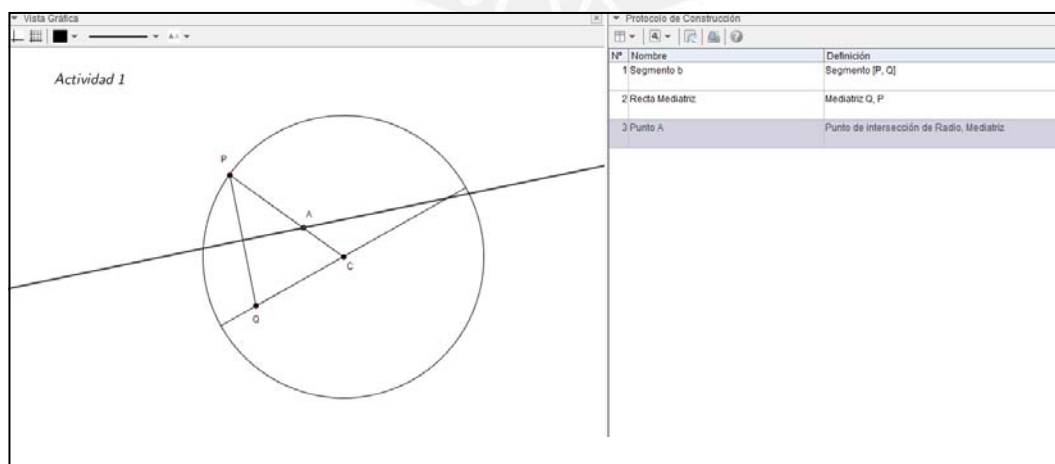 Vista Gráfica
Protocolo de Construcción
Nº Nombre Definición
1 Segmento b Segmento [P, Q]
Actividad 1
2 Recta Mediatriz Mediatriz Q, P
3 Punto A Punto de intersección de Radio, Mediatriz
P
A
C
Q